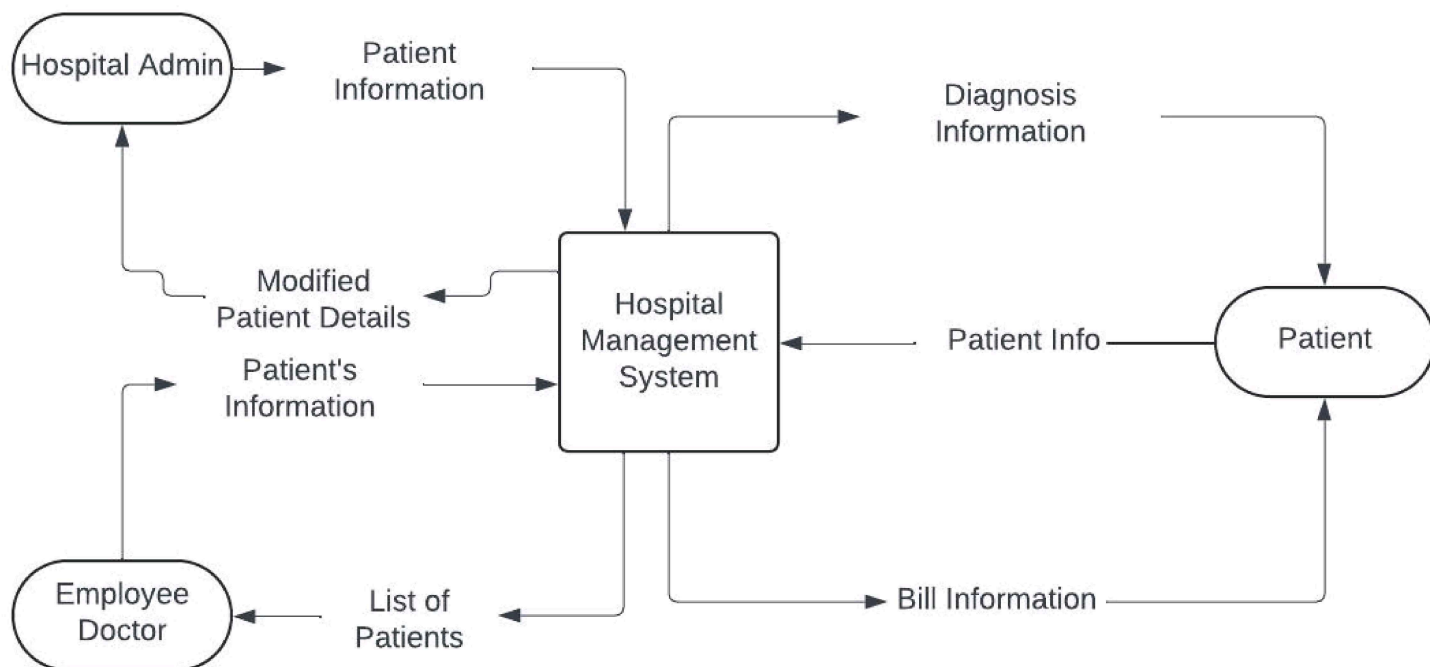 Hospital Admin
Patient
Information
Diagnosis
Information
Modified
Patient Details
Hospital
Management
System
Patient Info
Patient
Patient's
Information
Employee
Doctor
List of
Patients
Bill Information